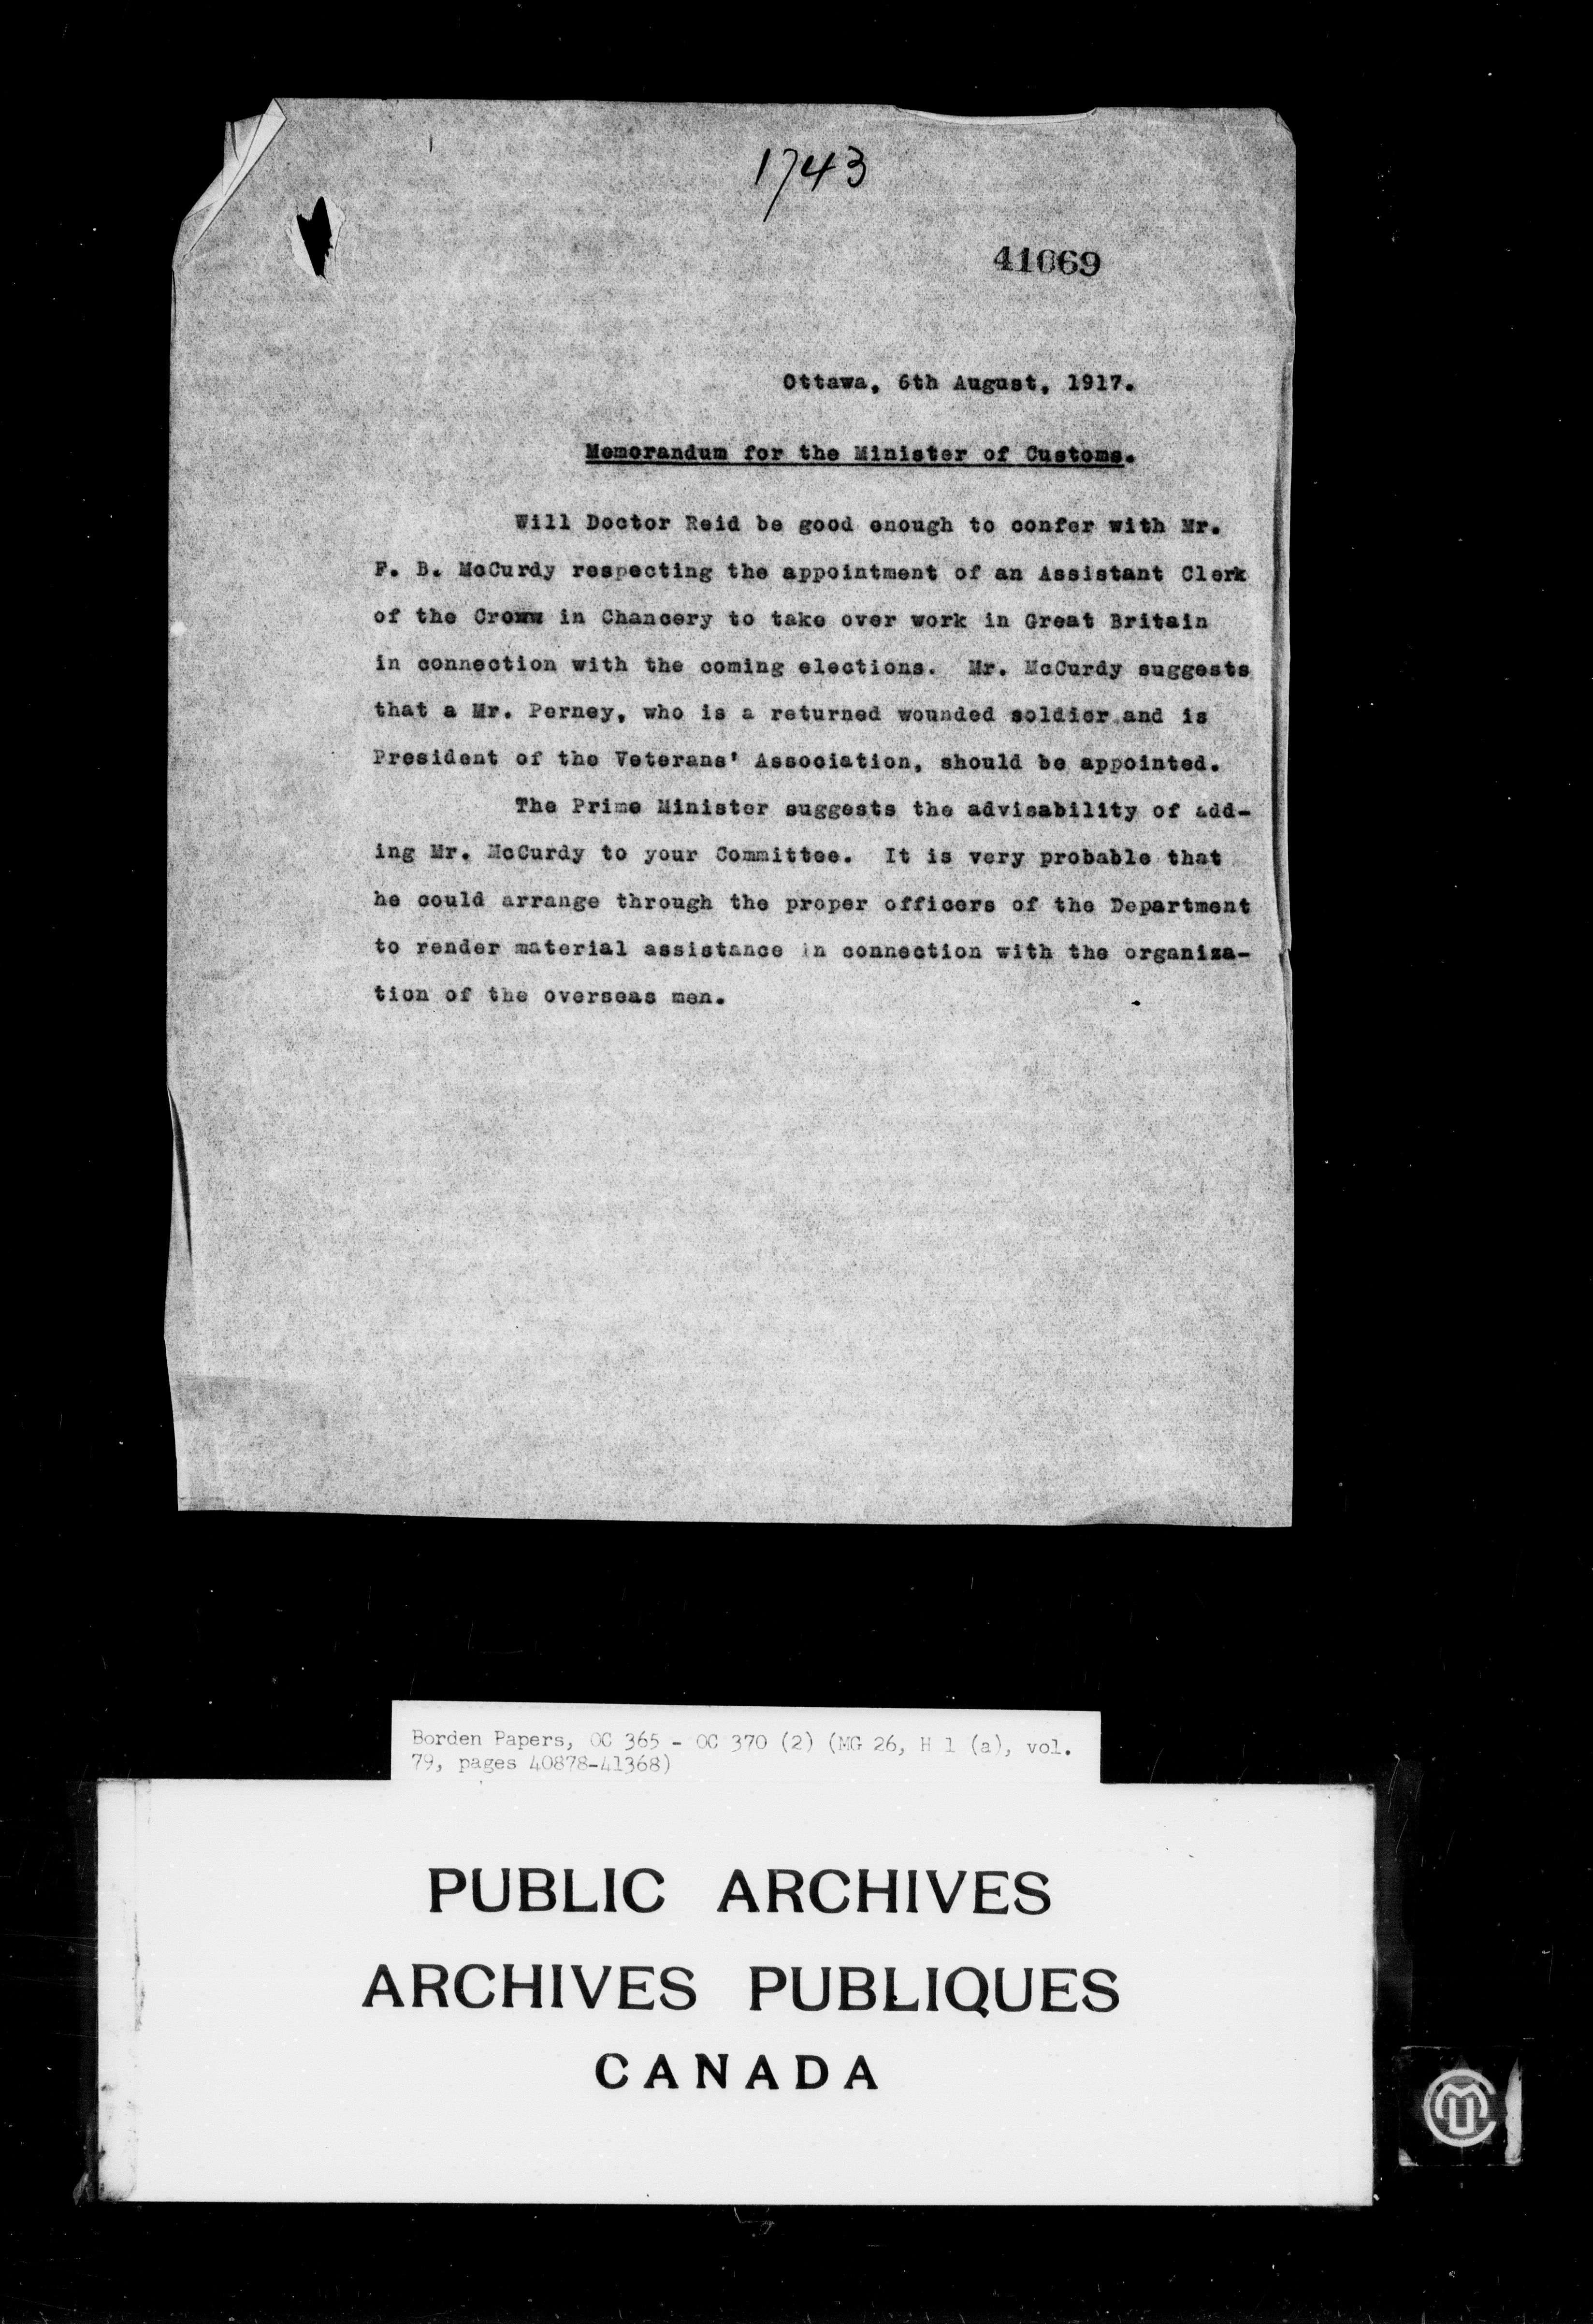 1743
41069
Ottawa, 6th August, 1917.
Memorandum for the Minister of Customs.
Will Doctor Reid be good enough to confer with Mr.
F. B. McCurdy respecting the appointment of an Assistant Clerk
of the Crown in Chancery to take over work in Great Britain
in connection with the coming elections. Mr. McCurdy suggests
that a Mr. Perney, who is a returned wounded soldier and is
President of the Veterans' Association, should be appointed.
The Prime Minister suggests the advisability of add-
ing Mr. McCurdy to your Committee. It is very probable that
he could arrange through the proper officers of the Department
to render material assistance in connection with the organiza-
tion of the overseas men.
Borden Papers, OC 365 - OC 370 (2) (MG 26, H 1 (a), vol.
79, pages 40878-41368)
PUBLIC ARCHIVES
ARCHIVES PUBLIQUES
CANADA